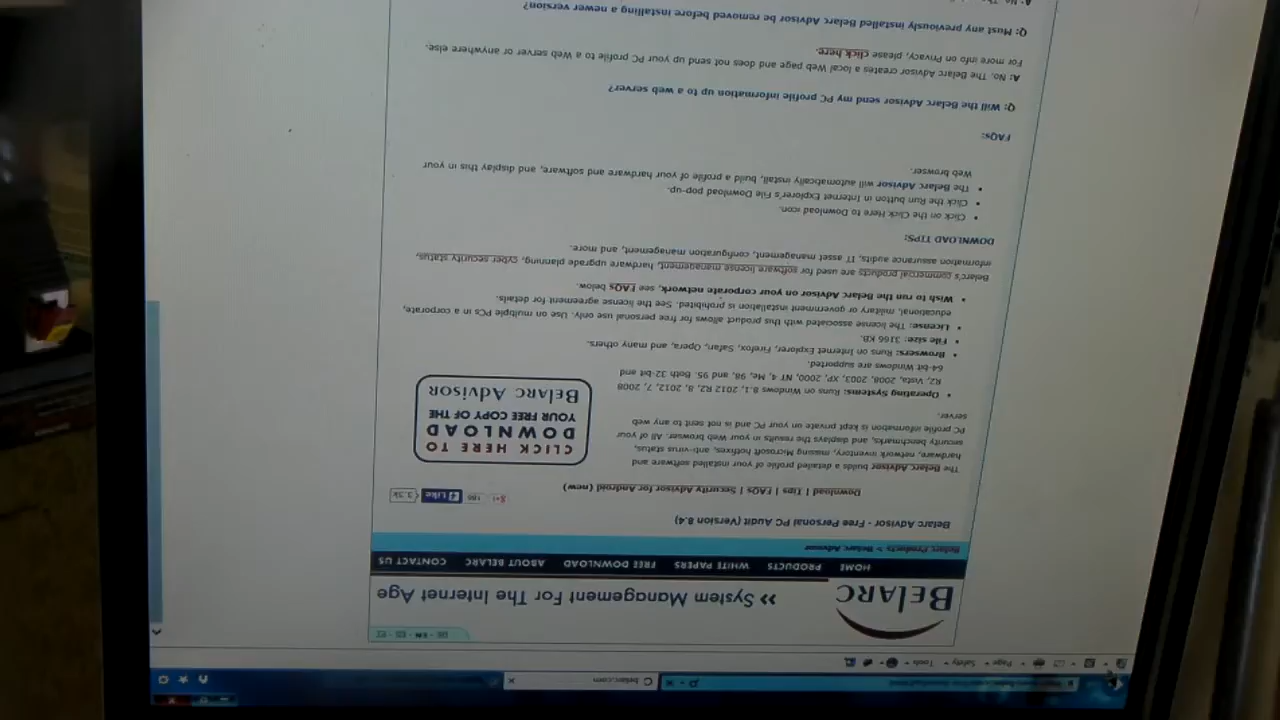 belarc.com
Page Safety Tools
DE - EN - ES - PT
BELARC
›› System Management For The Internet Age
HOME PRODUCTS WHITE PAPERS FREE DOWNLOAD ABOUT BELARC CONTACT US
Belarc Products > Belarc Advisor
Belarc Advisor - Free Personal PC Audit (Version 8.4)
Download | Tips | FAQs | Security Advisor for Android (new)
Like 3.3k
The Belarc Advisor builds a detailed profile of your installed software and
hardware, network inventory, missing Microsoft hotfixes, anti-virus status,
security benchmarks, and displays the results in your Web browser. All of your
PC profile information is kept private on your PC and is not sent to any web
server.
CLICK HERE TO
DOWNLOAD
YOUR FREE COPY OF THE
BELARC ADVISOR
• Operating Systems: Runs on Windows 8.1, 2012 R2, 8, 2012, 7, 2008
R2, Vista, 2008, 2003, XP, 2000, NT 4, Me, 98, and 95. Both 32-bit and
64-bit Windows are supported.
• Browsers: Runs on Internet Explorer, Firefox, Safari, Opera, and many others.
• File size: 3166 KB.
• License: The license associated with this product allows for free personal use only. Use on multiple PCs in a corporate,
educational, military or government installation is prohibited. See the license agreement for details.
• Wish to run the Belarc Advisor on your corporate network, see FAQs below.
Belarc's commercial products are used for software license management, hardware upgrade planning, cyber security status,
information assurance audits, IT asset management, configuration management, and more.
DOWNLOAD TIPS:
• Click on the Click Here to Download icon.
• Click the Run button in Internet Explorer's File Download pop-up.
• The Belarc Advisor will automatically install, build a profile of your hardware and software, and display this in your
Web browser.
FAQs:
Q: Will the Belarc Advisor send my PC profile information up to a web server?
A: No. The Belarc Advisor creates a local Web page and does not send up your PC profile to a Web server or anywhere else.
For more info on Privacy, please click here.
Q: Must any previously installed Belarc Advisor be removed before installing a newer version?